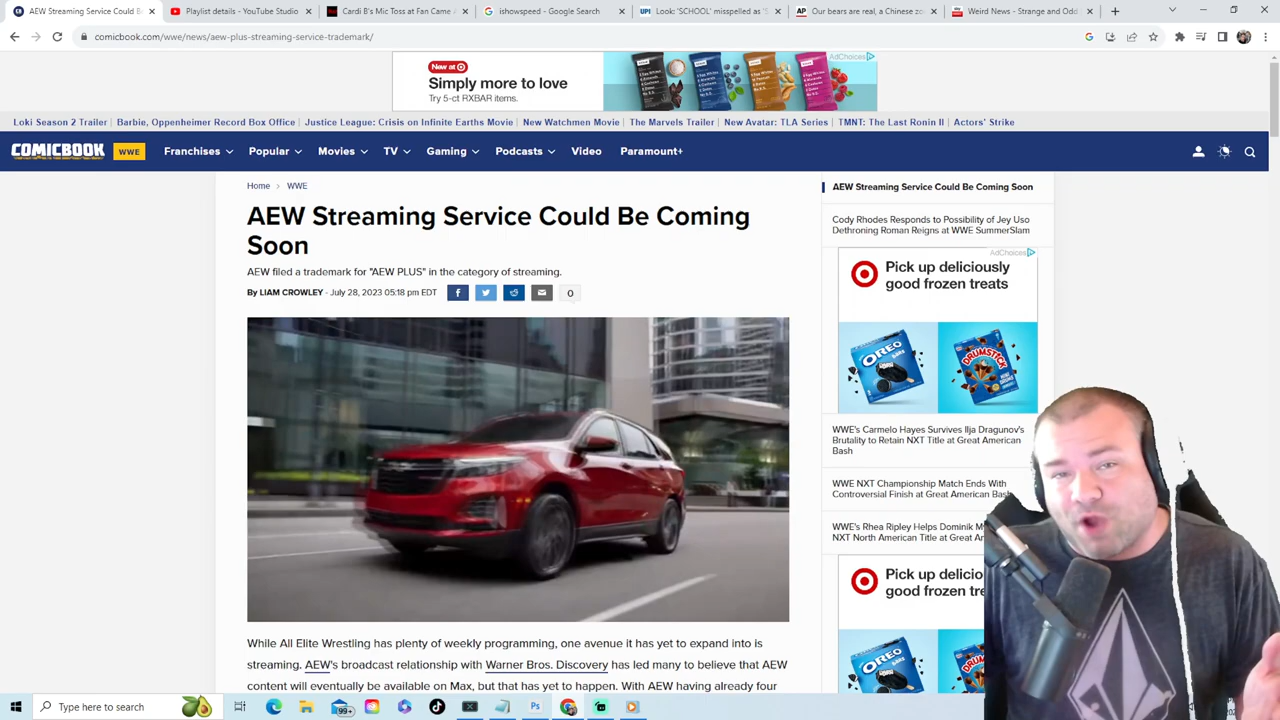 AEW Streaming Service Could B
Playlist details - YouTube Studio
Cardi B's Mic Toss at Fan Came A
ishowspeed - Google Search
Look: 'SCHOOL' misspelled as 'S
Our bears are real, a Chinese zo
Weird News - Strange and Odd
comicbook.com/wwe/news/aew-plus-streaming-service-trademark/
AdChoices
New at
Simply more to love
Try 5-ct RXBAR items.
Loki Season 2 Trailer
Barbie, Oppenheimer Record Box Office
Justice League: Crisis on Infinite Earths Movie
New Watchmen Movie
The Marvels Trailer
New Avatar: TLA Series
TMNT: The Last Ronin II
Actors' Strike
COMICBOOK
WWE
Franchises
Popular
Movies
TV
Gaming
Podcasts
Video
Paramount+
Home > WWE
AEW Streaming Service Could Be Coming
Soon
AEW filed a trademark for "AEW PLUS" in the category of streaming.
By LIAM CROWLEY - July 28, 2023 05:18 pm EDT
0
While All Elite Wrestling has plenty of weekly programming, one avenue it has yet to expand into is
streaming. AEW's broadcast relationship with Warner Bros. Discovery has led many to believe that AEW
content will eventually be available on Max, but that has yet to happen. With AEW having already four
AEW Streaming Service Could Be Coming Soon
Cody Rhodes Responds to Possibility of Jey Uso
Dethroning Roman Reigns at WWE SummerSlam
AdChoices
Pick up deliciously
good frozen treats
OREO
DRUMSTICK
WWE's Carmelo Hayes Survives Ilja Dragunov's
Brutality to Retain NXT Title at Great American
Bash
WWE NXT Championship Match Ends With
Controversial Finish at Great American Bash
WWE's Rhea Ripley Helps Dominik M
NXT North American Title at Great Am
Pick up delicio
good frozen tre
OREO
Type here to search
99+